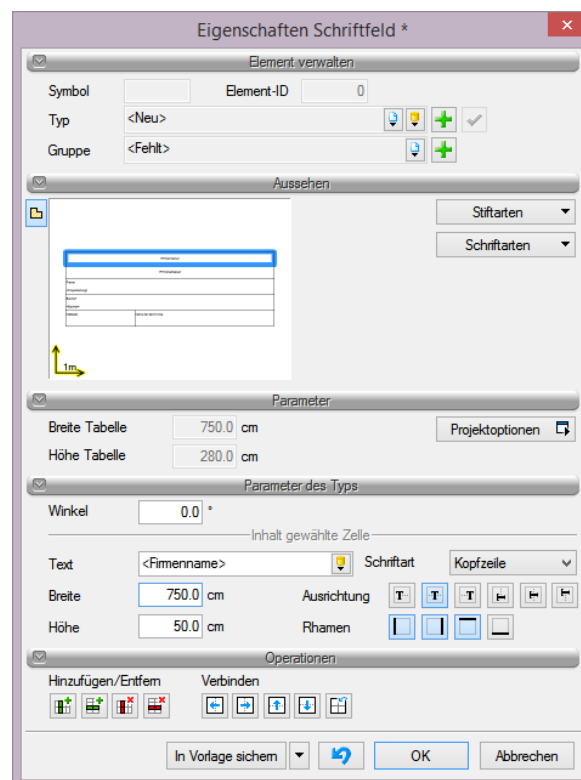 Eigenschaften Schriftfeld *
Element verwalten
Symbol Element-ID 0
Typ <Neu>
Gruppe <Fehlt>
Aussehen
Stiftarten
Schriftarten
1m
Parameter
Breite Tabelle 750.0 cm Projektoptionen
Höhe Tabelle 280.0 cm
Parameter des Typs
Winkel 0.0 °
Inhalt gewählte Zelle
Text <Firmenname> Schriftart Kopfzeile
Breite 750.0 cm Ausrichtung
Höhe 50.0 cm Rhamen
Operationen
Hinzufügen/Entfern Verbinden
In Vorlage sichern OK Abbrechen